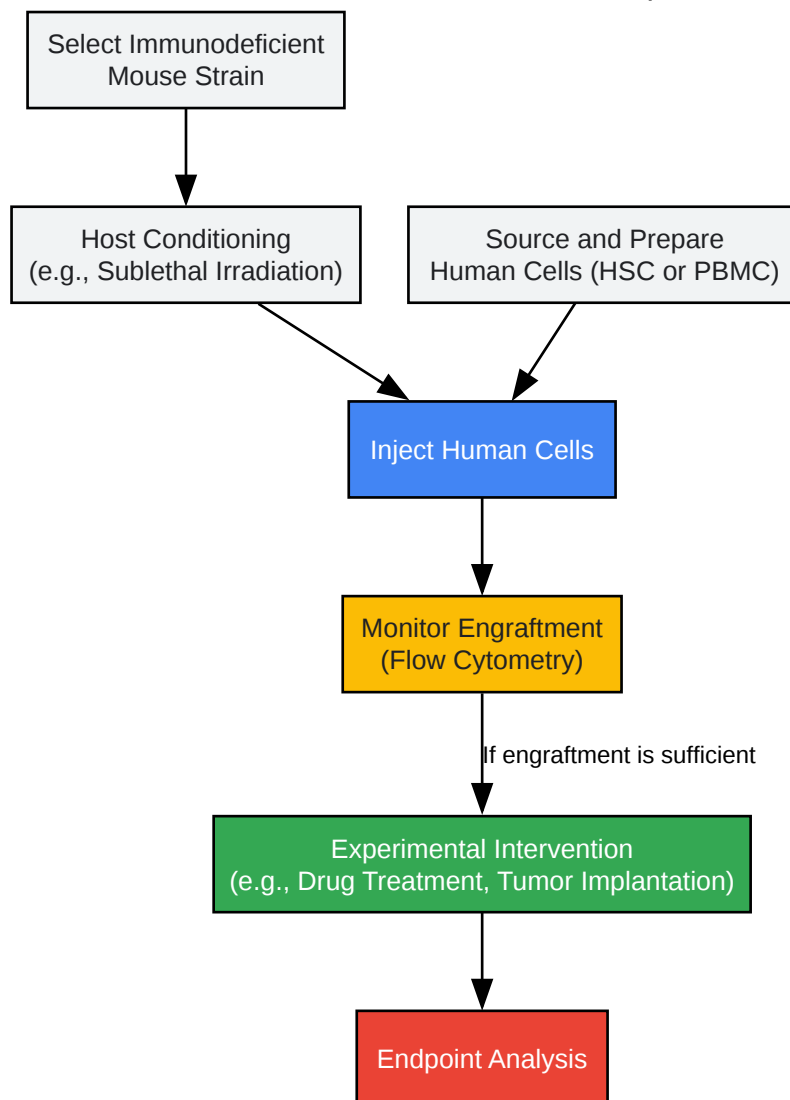 Select Immunodeficient
Mouse Strain
Host Conditioning
(e.g., Sublethal Irradiation)
Source and Prepare
Human Cells (HSC or PBMC)
Inject Human Cells
Monitor Engraftment
(Flow Cytometry)
If engraftment is sufficient
Experimental Intervention
(e.g., Drug Treatment, Tumor Implantation)
Endpoint Analysis